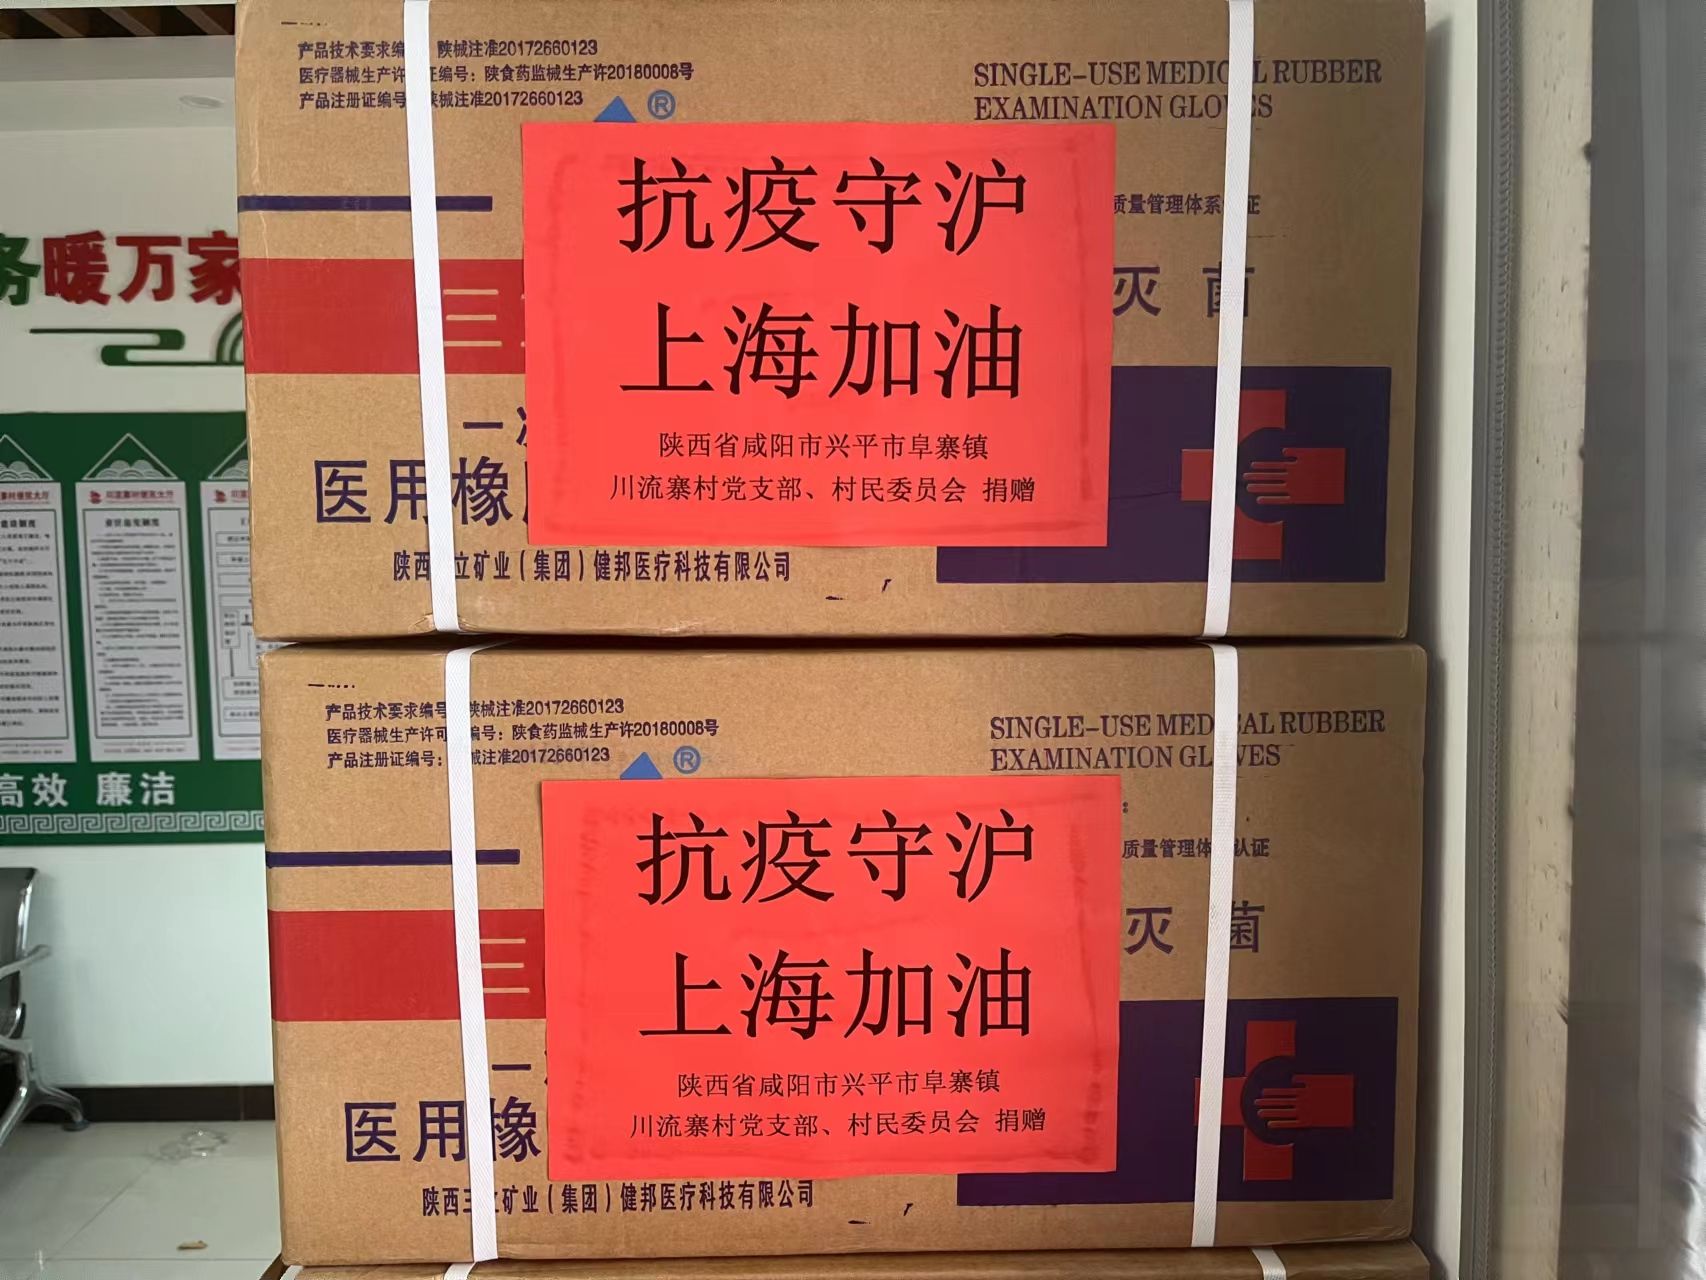 务暖万家
高效 廉洁
产品技术要求编 陕械注准20172660123
医疗器械生产许 证编号：陕食药监械生产许20180008号
产品注册证编号 陕械注准20172660123
®
SINGLE-USE MEDICAL RUBBER
EXAMINATION GLOVES
质量管理体系 证
灭 菌
三
抗疫守沪
上海加油
陕西省咸阳市兴平市阜寨镇
川流寨村党支部、村民委员会 捐赠
一次
医用橡
陕西 立矿业（集团）健邦医疗科技有限公司
产品技术要求编号 陕械注准20172660123
医疗器械生产许可 编号：陕食药监械生产许20180008号
产品注册证编号： 械注准20172660123
®
SINGLE-USE MEDICAL RUBBER
EXAMINATION GLOVES
质量管理体 认证
灭 菌
三
抗疫守沪
上海加油
陕西省咸阳市兴平市阜寨镇
川流寨村党支部、村民委员会 捐赠
一
医用橡
陕西三立矿业（集团）健邦医疗科技有限公司